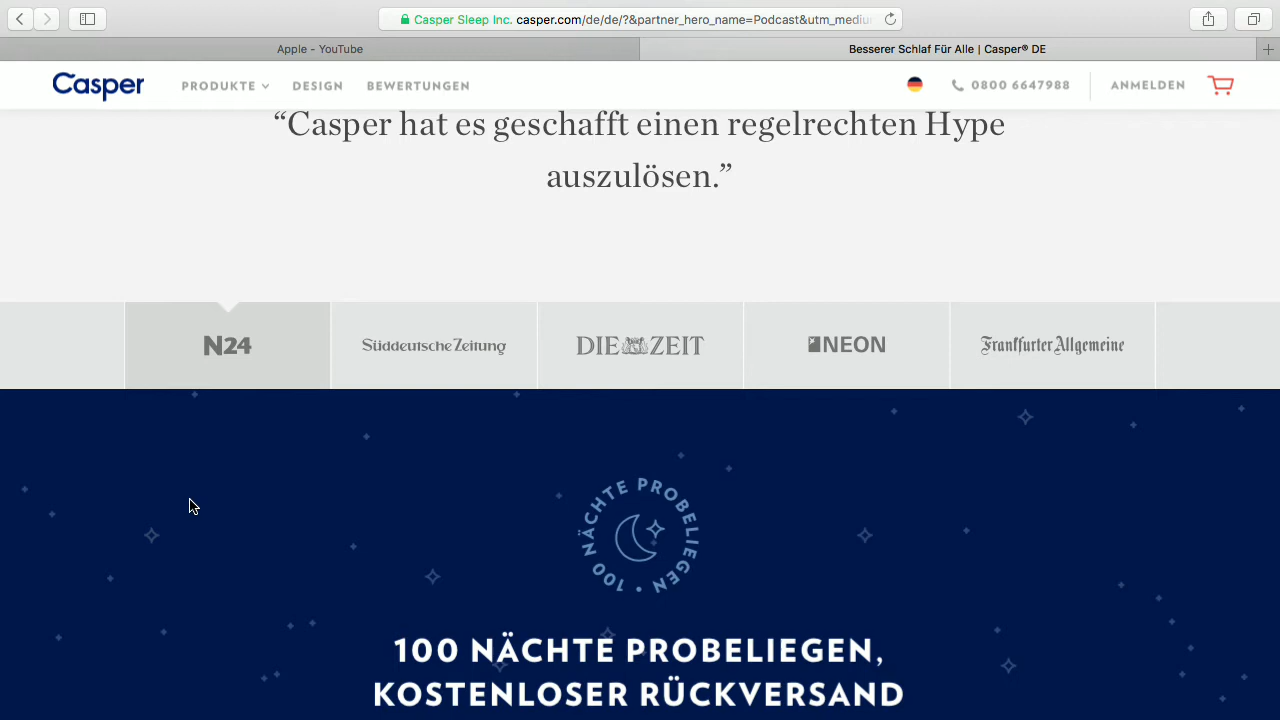 Casper Sleep Inc. casper.com/de/de/?&partner_hero_name=Podcast&utm_mediu
Apple - YouTube
Besserer Schlaf Für Alle | Casper® DE
Casper
PRODUKTE
DESIGN
BEWERTUNGEN
0800 6647988
ANMELDEN
“Casper hat es geschafft einen regelrechten Hype
auszulösen.”
N24
Süddeutsche Zeitung
DIE ZEIT
NEON
Frankfurter Allgemeine
100 NÄCHTE PROBELIEGEN •
100 NÄCHTE PROBELIEGEN,
KOSTENLOSER RÜCKVERSAND